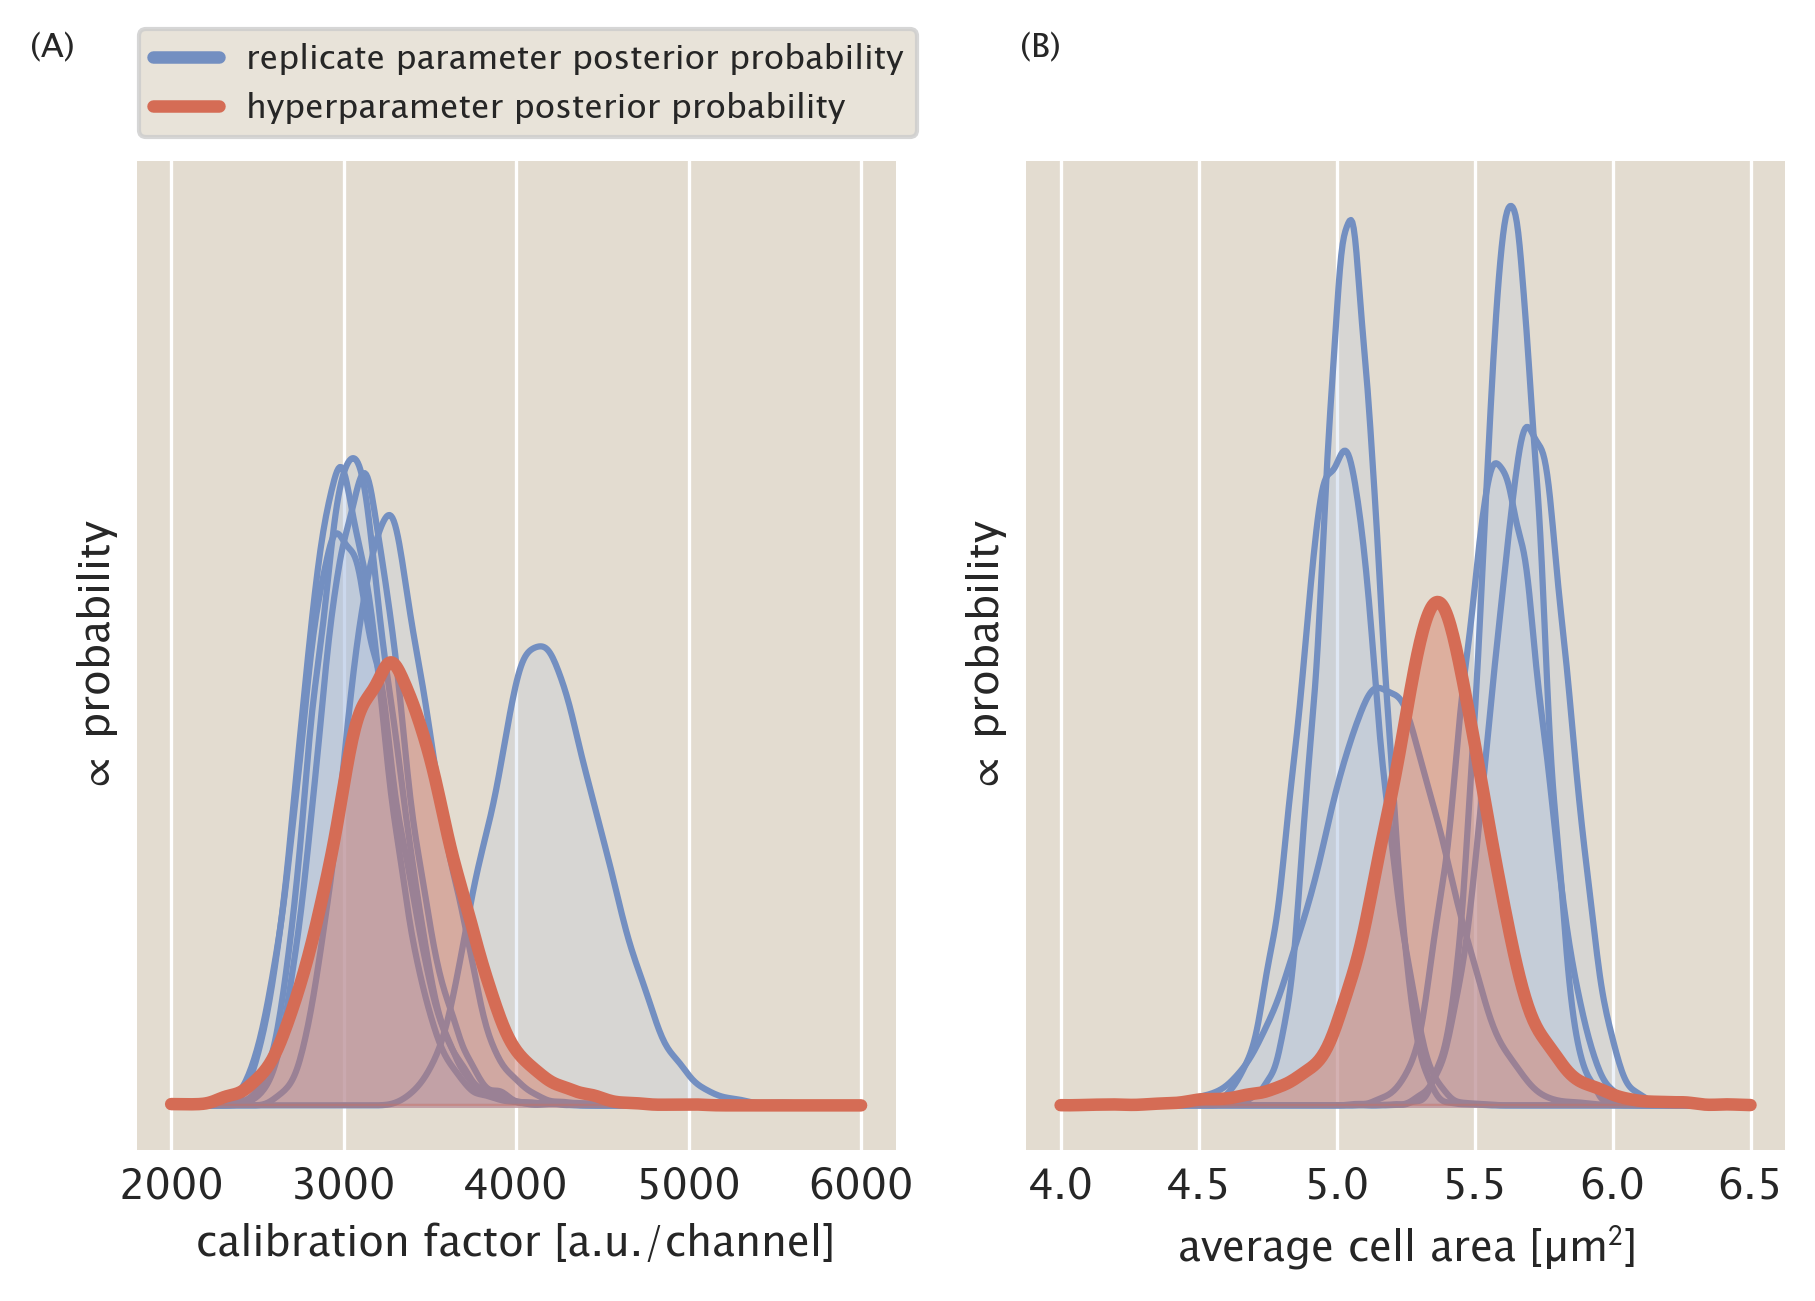 (A)
replicate parameter posterior probability
hyperparameter posterior probability
(B)
∝ probability
2000 3000 4000 5000 6000
calibration factor [a.u./channel]
∝ probability
4.0 4.5 5.0 5.5 6.0 6.5
average cell area [µm²]